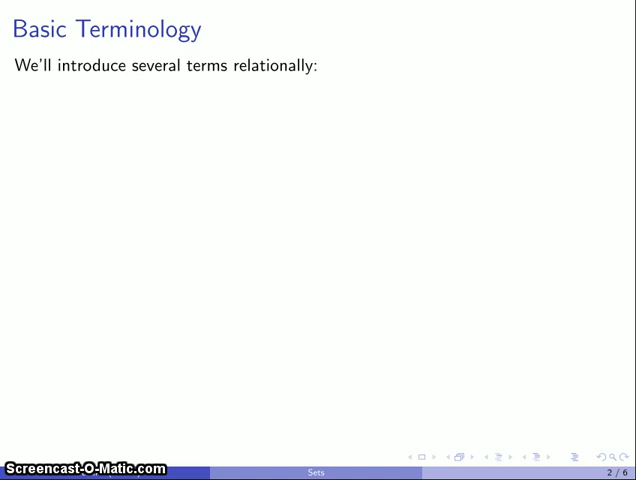 Basic Terminology
We'll introduce several terms relationally:
Screencast-O-Matic.com
Sets
2 / 6